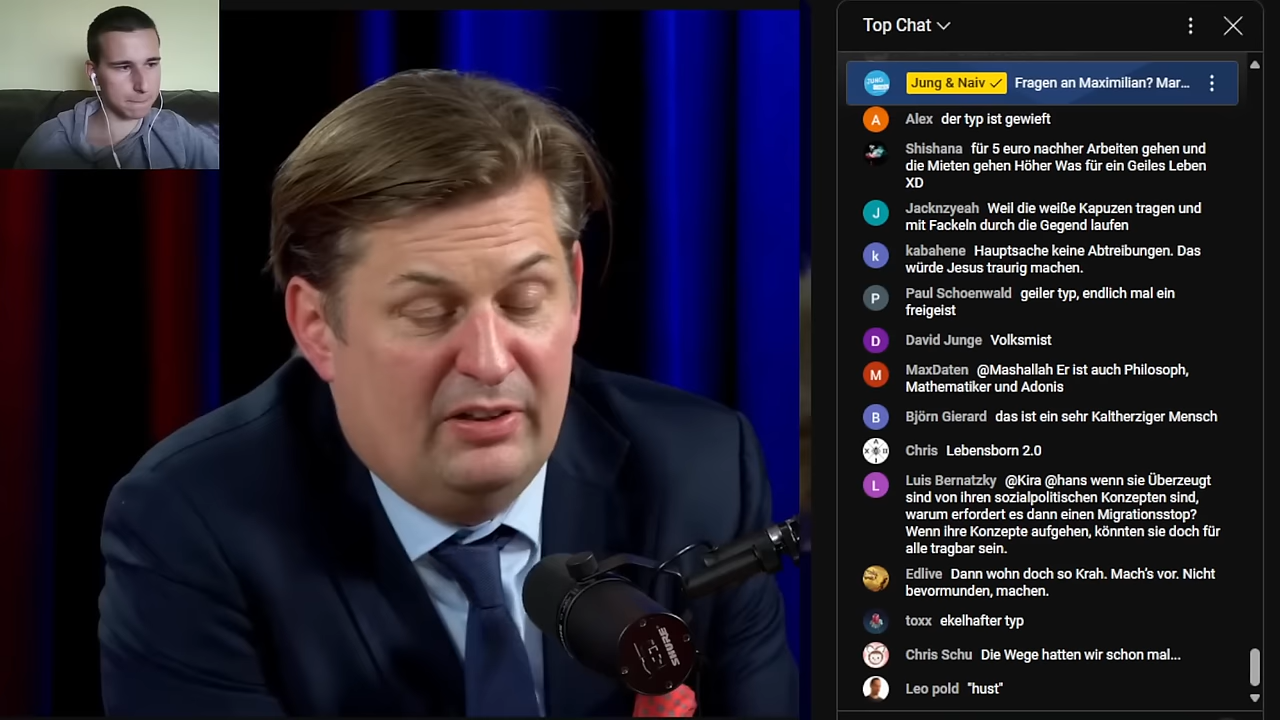 Top Chat
Jung & Naiv Fragen an Maximilian? Mar...
Alex der typ ist gewieft
Shishana für 5 euro nachher Arbeiten gehen und
die Mieten gehen Höher Was für ein Geiles Leben
XD
Jacknzyeah Weil die weiße Kapuzen tragen und
mit Fackeln durch die Gegend laufen
kabahene Hauptsache keine Abtreibungen. Das
würde Jesus traurig machen.
Paul Schoenwald geiler typ, endlich mal ein
freigeist
David Junge Volksmist
MaxDaten @Mashallah Er ist auch Philosoph,
Mathematiker und Adonis
Björn Gierard das ist ein sehr Kaltherziger Mensch
Chris Lebensborn 2.0
Luis Bernatzky @Kira @hans wenn sie Überzeugt
sind von ihren sozialpolitischen Konzepten sind,
warum erfordert es dann einen Migrationsstop?
Wenn ihre Konzepte aufgehen, könnten sie doch für
alle tragbar sein.
Edlive Dann wohn doch so Krah. Mach's vor. Nicht
bevormunden, machen.
toxx ekelhafter typ
Chris Schu Die Wege hatten wir schon mal...
Leo pold "hust"
A
J
k
P
D
M
B
L
SHURE